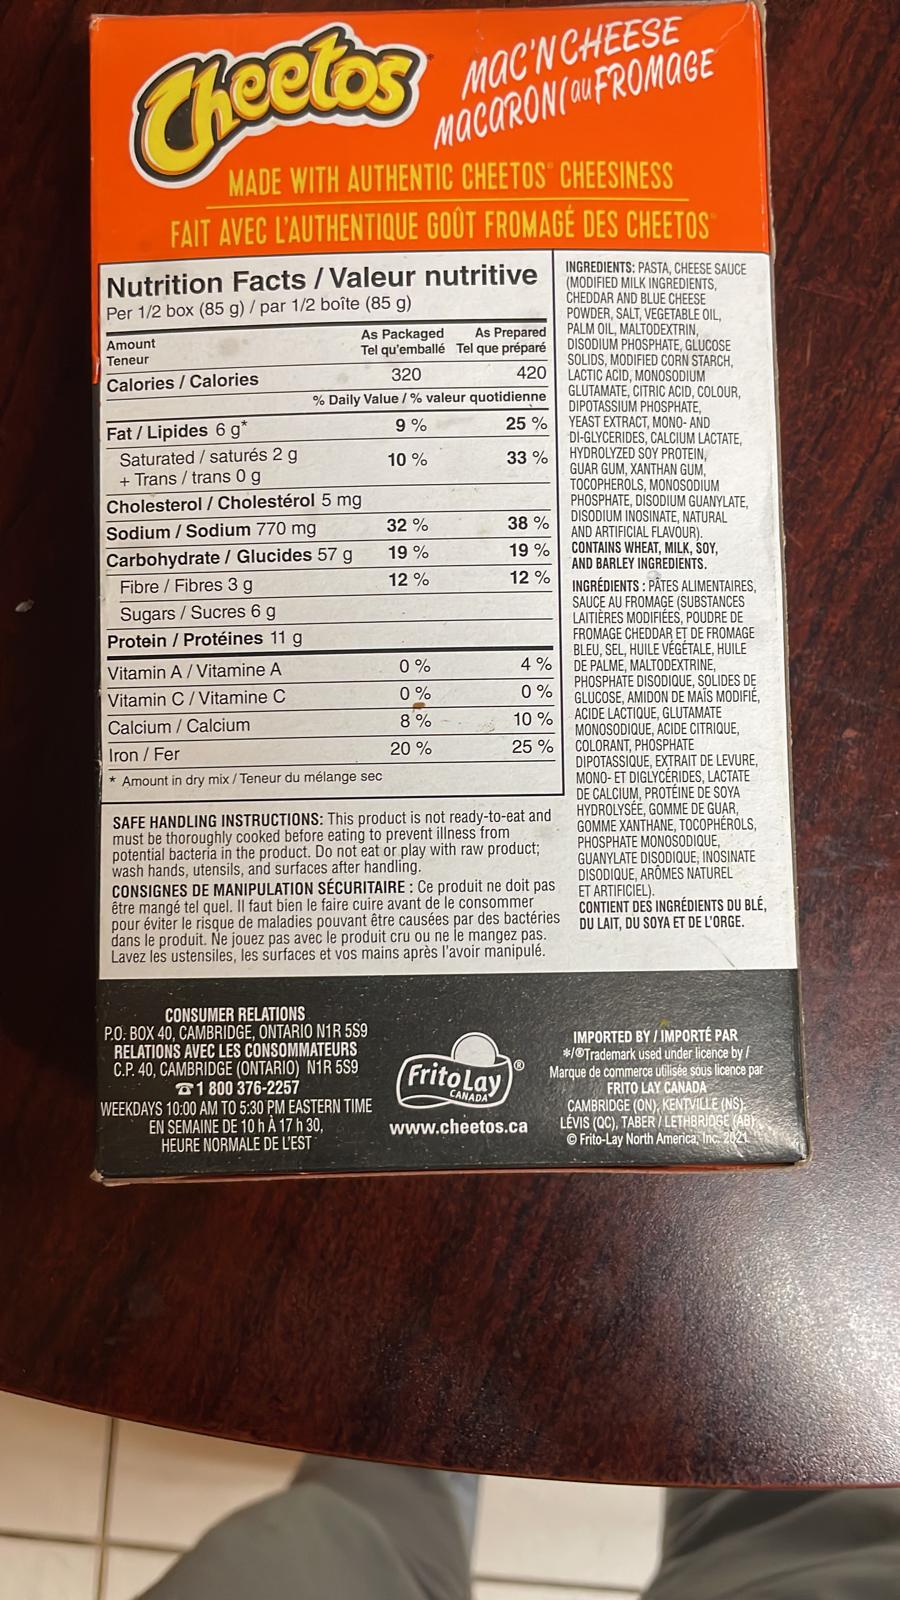 Cheetos
MAC'N CHEESE
MACARONI au FROMAGE
MADE WITH AUTHENTIC CHEETOS® CHEESINESS
FAIT AVEC L'AUTHENTIQUE GOÛT FROMAGÉ DES CHEETOS®
Nutrition Facts / Valeur nutritive
Per 1/2 box (85 g) / par 1/2 boîte (85 g)
Amount As Packaged As Prepared
Teneur Tel qu'emballé Tel que préparé
Calories / Calories 320 420
% Daily Value / % valeur quotidienne
Fat / Lipides 6 g* 9 % 25 %
Saturated / saturés 2 g 10 % 33 %
+ Trans / trans 0 g
Cholesterol / Cholestérol 5 mg
Sodium / Sodium 770 mg 32 % 38 %
Carbohydrate / Glucides 57 g 19 % 19 %
Fibre / Fibres 3 g 12 % 12 %
Sugars / Sucres 6 g
Protein / Protéines 11 g
Vitamin A / Vitamine A 0 % 4 %
Vitamin C / Vitamine C 0 % 0 %
Calcium / Calcium 8 % 10 %
Iron / Fer 20 % 25 %
* Amount in dry mix / Teneur du mélange sec
SAFE HANDLING INSTRUCTIONS: This product is not ready-to-eat and
must be thoroughly cooked before eating to prevent illness from
potential bacteria in the product. Do not eat or play with raw product;
wash hands, utensils, and surfaces after handling.
CONSIGNES DE MANIPULATION SÉCURITAIRE : Ce produit ne doit pas
être mangé tel quel. Il faut bien le faire cuire avant de le consommer
pour éviter le risque de maladies pouvant être causées par des bactéries
dans le produit. Ne jouez pas avec le produit cru ou ne le mangez pas.
Lavez les ustensiles, les surfaces et vos mains après l'avoir manipulé.
INGREDIENTS: PASTA, CHEESE SAUCE
(MODIFIED MILK INGREDIENTS,
CHEDDAR AND BLUE CHEESE
POWDER, SALT, VEGETABLE OIL,
PALM OIL, MALTODEXTRIN,
DISODIUM PHOSPHATE, GLUCOSE
SOLIDS, MODIFIED CORN STARCH,
LACTIC ACID, MONOSODIUM
GLUTAMATE, CITRIC ACID, COLOUR,
DIPOTASSIUM PHOSPHATE,
YEAST EXTRACT, MONO- AND
DI-GLYCERIDES, CALCIUM LACTATE,
HYDROLYZED SOY PROTEIN,
GUAR GUM, XANTHAN GUM,
TOCOPHEROLS, MONOSODIUM
PHOSPHATE, DISODIUM GUANYLATE,
DISODIUM INOSINATE, NATURAL
AND ARTIFICIAL FLAVOUR).
CONTAINS WHEAT, MILK, SOY,
AND BARLEY INGREDIENTS.
INGRÉDIENTS : PÂTES ALIMENTAIRES,
SAUCE AU FROMAGE (SUBSTANCES
LAITIÈRES MODIFIÉES, POUDRE DE
FROMAGE CHEDDAR ET DE FROMAGE
BLEU, SEL, HUILE VÉGÉTALE, HUILE
DE PALME, MALTODEXTRINE,
PHOSPHATE DISODIQUE, SOLIDES DE
GLUCOSE, AMIDON DE MAÏS MODIFIÉ,
ACIDE LACTIQUE, GLUTAMATE
MONOSODIQUE, ACIDE CITRIQUE,
COLORANT, PHOSPHATE
DIPOTASSIQUE, EXTRAIT DE LEVURE,
MONO- ET DIGLYCÉRIDES, LACTATE
DE CALCIUM, PROTÉINE DE SOYA
HYDROLYSÉE, GOMME DE GUAR,
GOMME XANTHANE, TOCOPHÉROLS,
PHOSPHATE MONOSODIQUE,
GUANYLATE DISODIQUE, INOSINATE
DISODIQUE, ARÔMES NATUREL
ET ARTIFICIEL).
CONTIENT DES INGRÉDIENTS DU BLÉ,
DU LAIT, DU SOYA ET DE L'ORGE.
CONSUMER RELATIONS
P.O. BOX 40, CAMBRIDGE, ONTARIO N1R 5S9
RELATIONS AVEC LES CONSOMMATEURS
C.P. 40, CAMBRIDGE (ONTARIO) N1R 5S9
☎ 1 800 376-2257
WEEKDAYS 10:00 AM TO 5:30 PM EASTERN TIME
EN SEMAINE DE 10 h À 17 h 30,
HEURE NORMALE DE L'EST
FritoLay®
CANADA
www.cheetos.ca
IMPORTED BY / IMPORTÉ PAR
*/®Trademark used under licence by /
Marque de commerce utilisée sous licence par
FRITO LAY CANADA
CAMBRIDGE (ON), KENTVILLE (NS),
LÉVIS (QC), TABER / LETHBRIDGE (AB)
© Frito-Lay North America, Inc. 2021